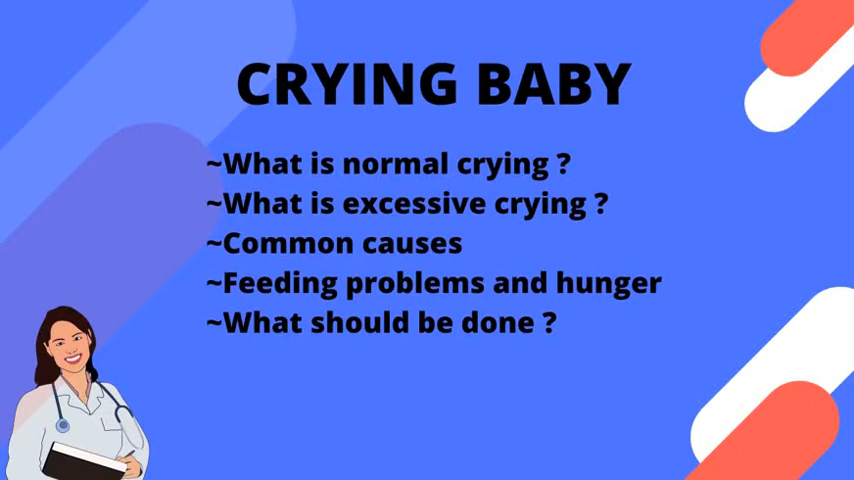 CRYING BABY
~What is normal crying ?
~What is excessive crying ?
~Common causes
~Feeding problems and hunger
~What should be done ?